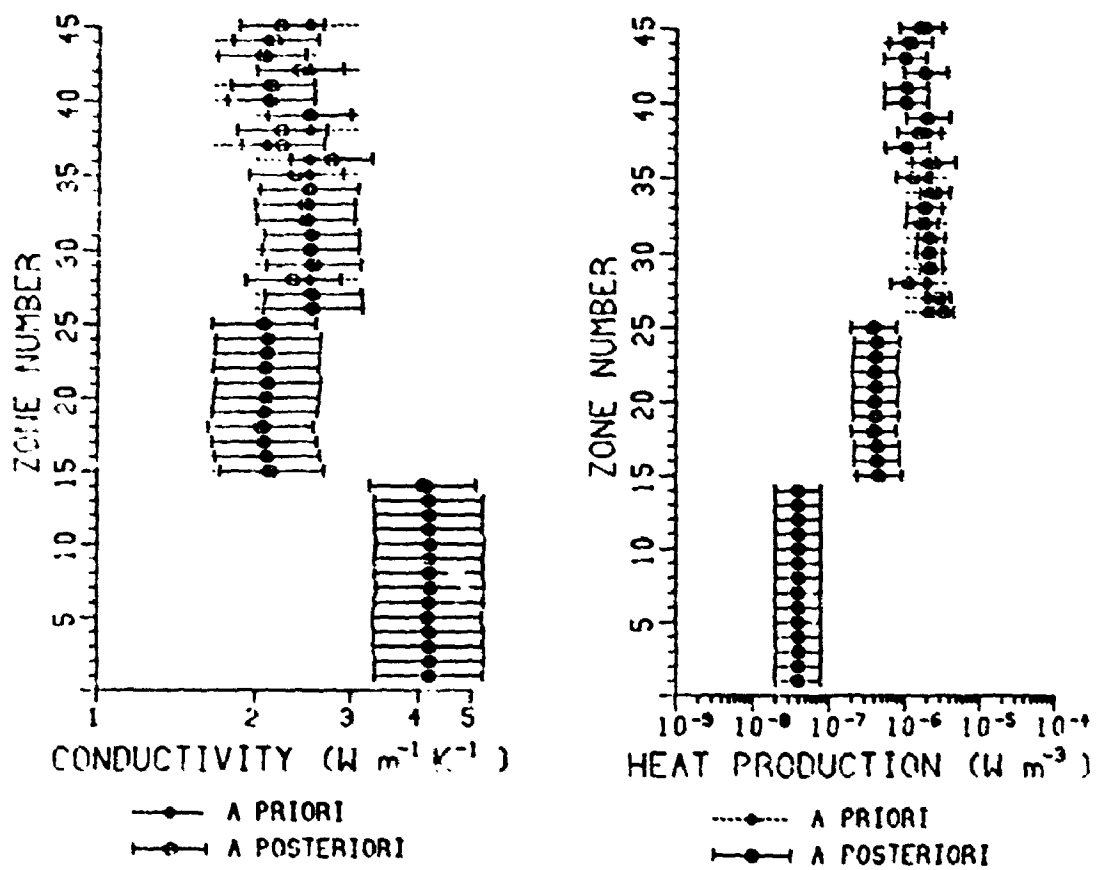 45
40
35
30
25
20
15
10
5
ZONE NUMBER
1 2 3 4 5
CONDUCTIVITY (W m⁻¹ K⁻¹)
A PRIORI
A POSTERIORI
45
40
35
30
25
20
15
10
5
ZONE NUMBER
10⁻⁹ 10⁻⁸ 10⁻⁷ 10⁻⁶ 10⁻⁵ 10⁻⁴
HEAT PRODUCTION (W m⁻³)
A PRIORI
A POSTERIORI